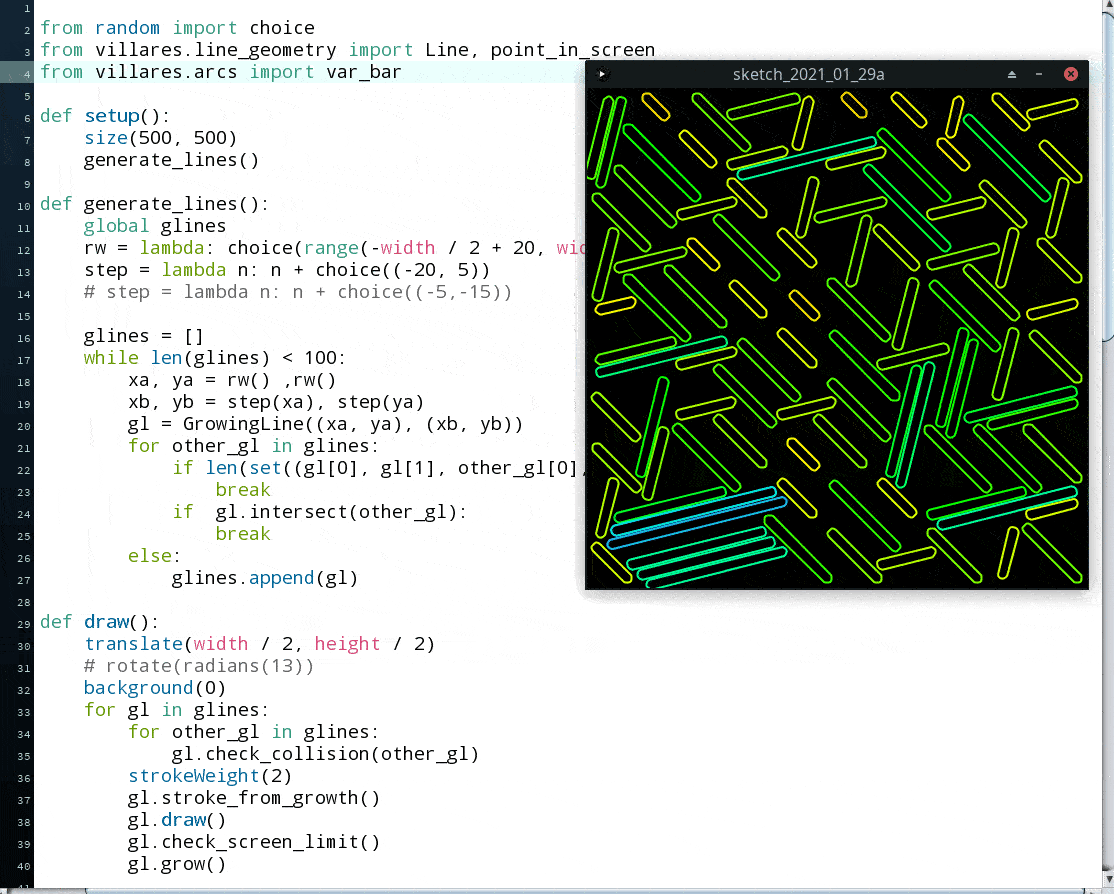 1
2 from random import choice
3 from villares.line_geometry import Line, point_in_screen
4 from villares.arcs import var_bar
5
6 def setup():
7     size(500, 500)
8     generate_lines()
9
10 def generate_lines():
11     global glines
12     rw = lambda: choice(range(-width / 2 + 20, wid
13     step = lambda n: n + choice((-20, 5))
14     # step = lambda n: n + choice((-5,-15))
15
16     glines = []
17     while len(glines) < 100:
18         xa, ya = rw() ,rw()
19         xb, yb = step(xa), step(ya)
20         gl = GrowingLine((xa, ya), (xb, yb))
21         for other_gl in glines:
22             if len(set((gl[0], gl[1], other_gl[0],
23                 break
24             if  gl.intersect(other_gl):
25                 break
26         else:
27             glines.append(gl)
28
29 def draw():
30     translate(width / 2, height / 2)
31     # rotate(radians(13))
32     background(0)
33     for gl in glines:
34         for other_gl in glines:
35             gl.check_collision(other_gl)
36         strokeWeight(2)
37         gl.stroke_from_growth()
38         gl.draw()
39         gl.check_screen_limit()
40         gl.grow()
sketch_2021_01_29a